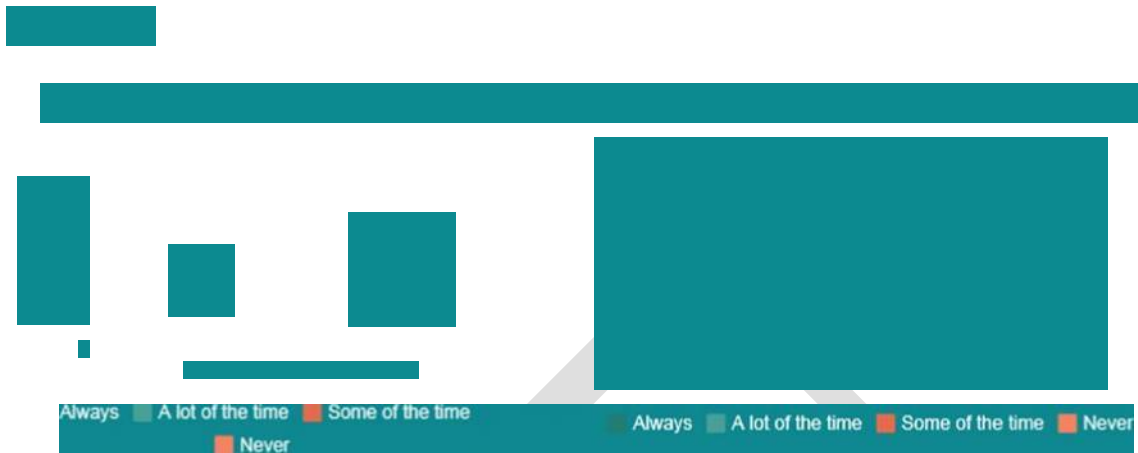 Always A lot of the time Some of the time
Never
Always A lot of the time Some of the time Never